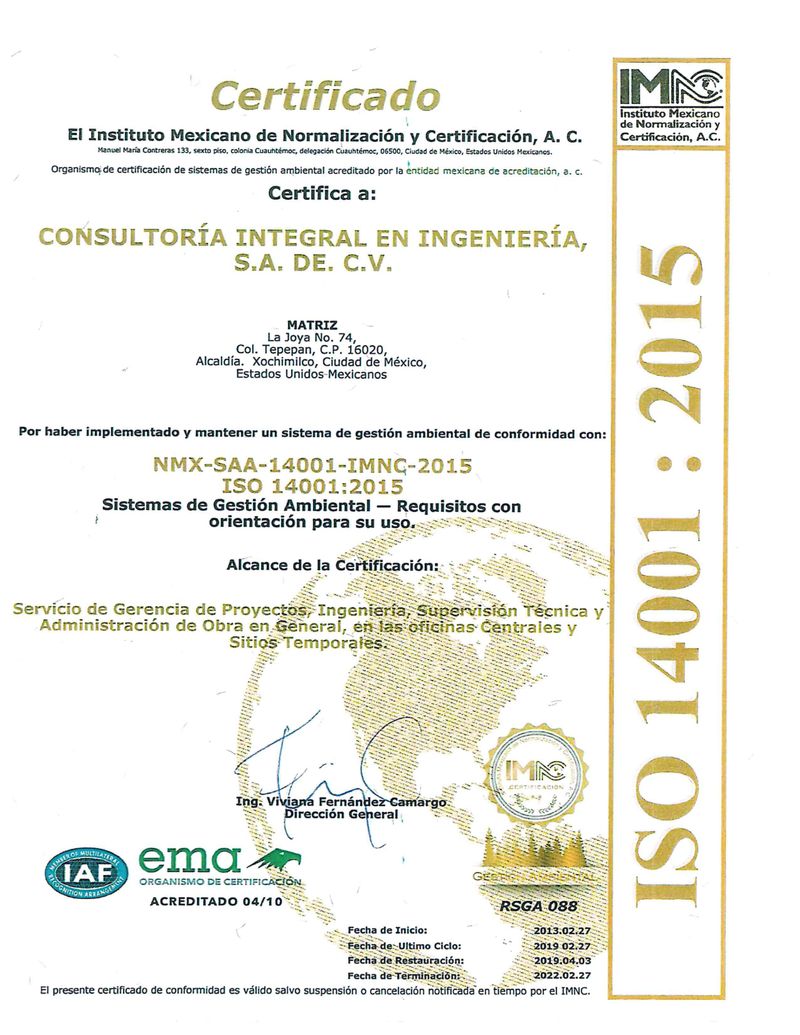 Certificado
El Instituto Mexicano de Normalización y Certificación, A. C.
Manuel María Contreras 133, sexto piso, colonia Cuauhtémoc, delegación Cuauhtémoc, 06500, Ciudad de México, Estados Unidos Mexicanos.
Organismo de certificación de sistemas de gestión ambiental acreditado por la entidad mexicana de acreditación, a. c.
Certifica a:
CONSULTORÍA INTEGRAL EN INGENIERÍA,
S.A. DE. C.V.
MATRIZ
La Joya No. 74,
Col. Tepepan, C.P. 16020,
Alcaldía. Xochimilco, Ciudad de México,
Estados Unidos Mexicanos
Por haber implementado y mantener un sistema de gestión ambiental de conformidad con:
NMX-SAA-14001-IMNC-2015
ISO 14001:2015
Sistemas de Gestión Ambiental — Requisitos con
orientación para su uso.
Alcance de la Certificación:
Servicio de Gerencia de Proyectos, Ingeniería, Supervisión Técnica y
Administración de Obra en General, en las oficinas Centrales y
Sitios Temporales.
Ing. Viviana Fernández Camargo
Dirección General
IMNC
CERTIFICACIÓN
MEMBER OF MULTILATERAL
IAF
RECOGNITION ARRANGEMENT
ema
ORGANISMO DE CERTIFICACIÓN
ACREDITADO 04/10
GESTIÓN AMBIENTAL
RSGA 088
Fecha de Inicio: 2013.02.27
Fecha de Ultimo Ciclo: 2019 02.27
Fecha de Restauración: 2019.04.03
Fecha de Terminación: 2022.02.27
El presente certificado de conformidad es válido salvo suspensión o cancelación notificada en tiempo por el IMNC.
IMNC
Instituto Mexicano
de Normalización y
Certificación, A.C.
ISO 14001 : 2015